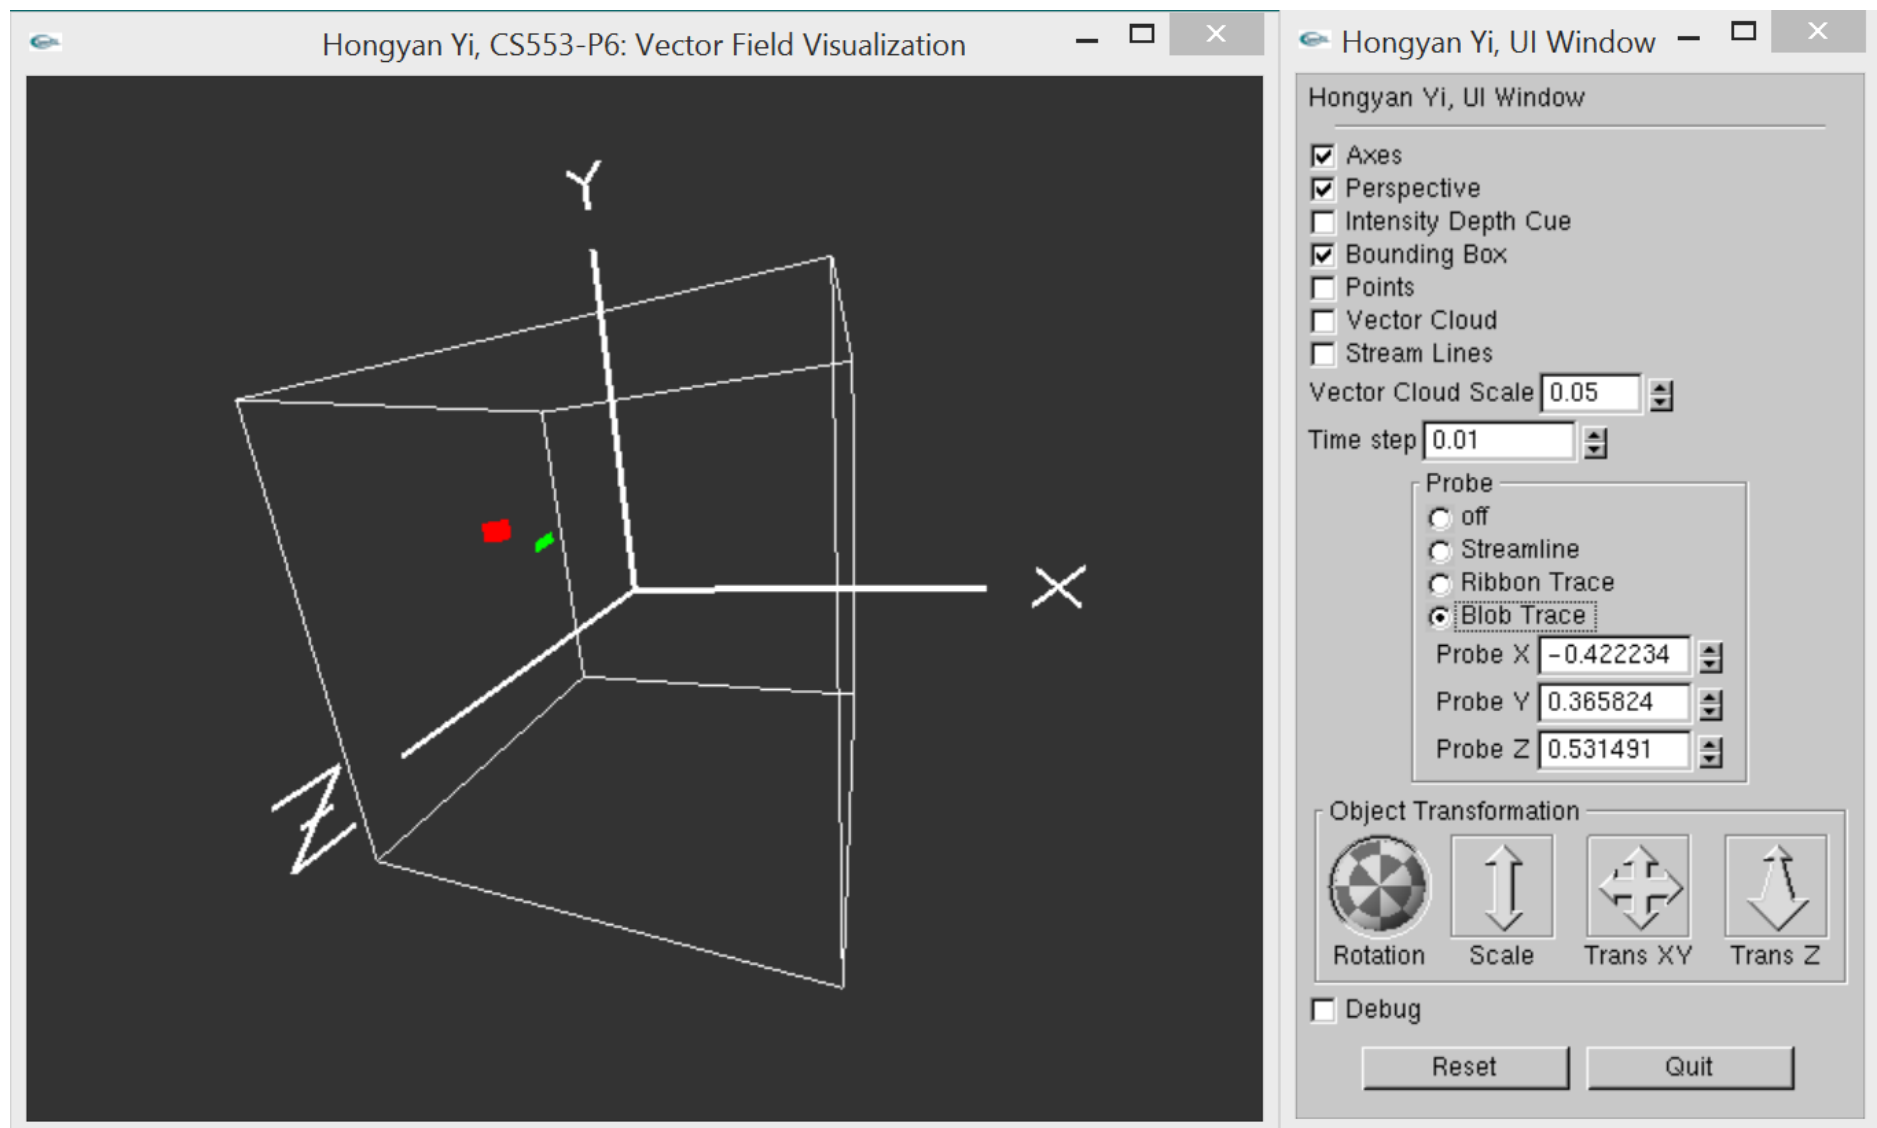 Hongyan Yi, CS553-P6: Vector Field Visualization
Y
X
Z
Hongyan Yi, UI Window
Hongyan Yi, UI Window
Axes
Perspective
Intensity Depth Cue
Bounding Box
Points
Vector Cloud
Stream Lines
Vector Cloud Scale 0.05
Time step 0.01
Probe
off
Streamline
Ribbon Trace
Blob Trace
Probe X -0.422234
Probe Y 0.365824
Probe Z 0.531491
Object Transformation
Rotation Scale Trans XY Trans Z
Debug
Reset Quit